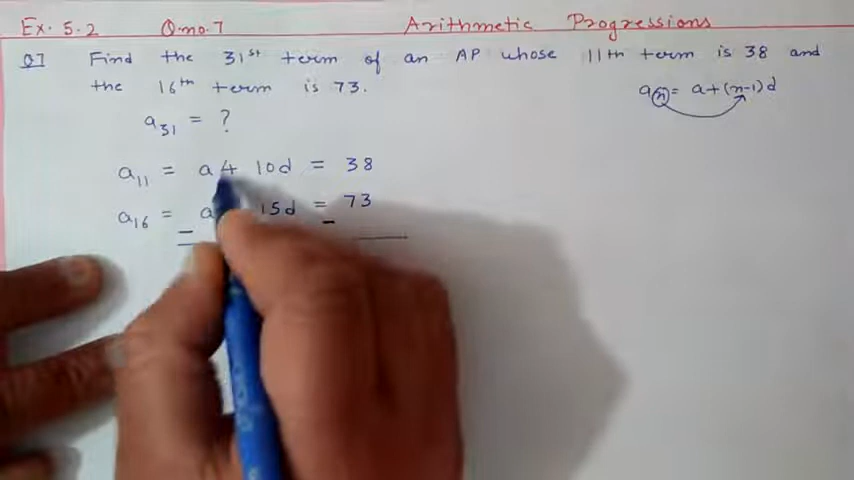 Ex. 5.2 Q.no.7 Arithmetic Progressions
Q7 Find the 31st term of an AP whose 11th term is 38 and
the 16th term is 73.
aₙ = a+(n-1)d
a₃₁ = ?
a₁₁ = a + 10d = 38
a₁₆ = a 15d = 73
- -